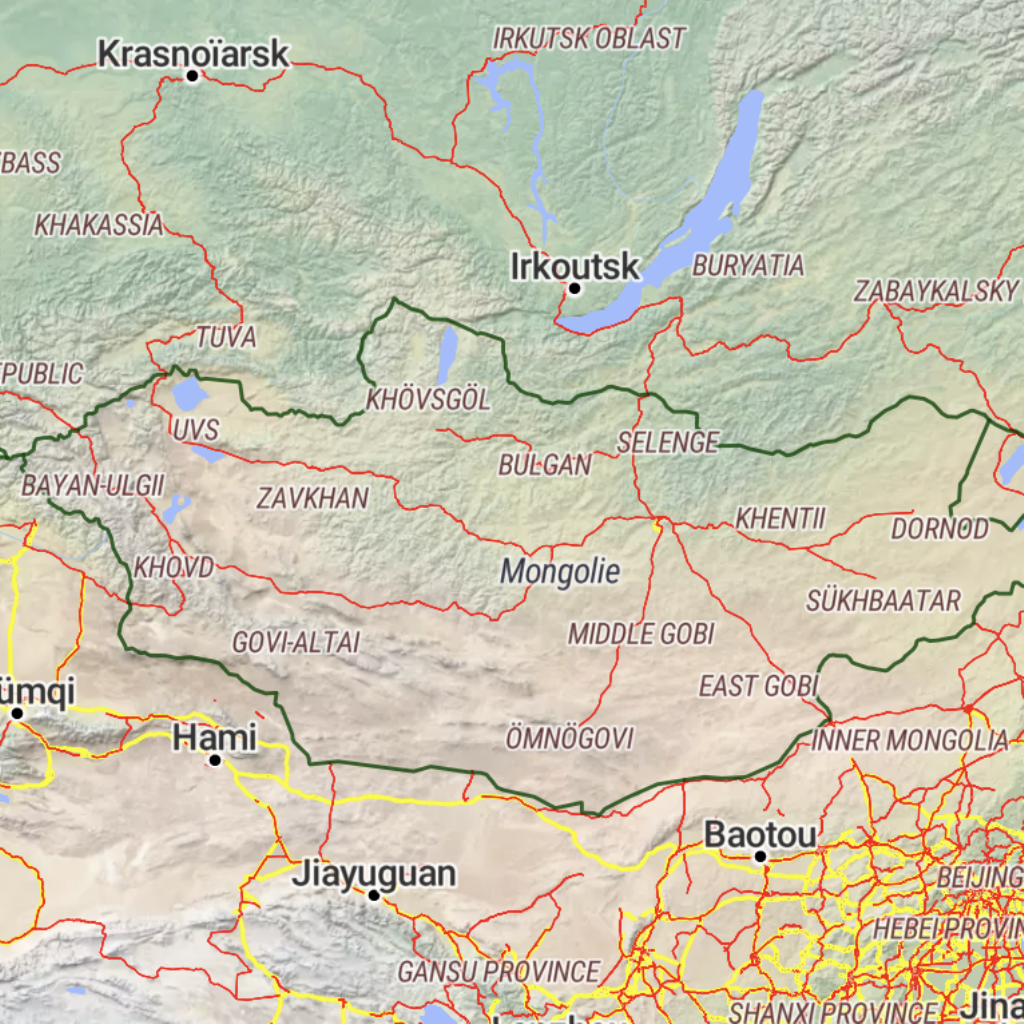 IRKUTSK OBLAST
Krasnoïarsk
BASS
KHAKASSIA
Irkoutsk
BURYATIA
ZABAYKALSKY
TUVA
EPUBLIC
KHÖVSGÖL
UVS
SELENGE
BULGAN
BAYAN-ULGII
ZAVKHAN
KHENTII
DORNOD
KHOVD
Mongolie
SÜKHBAATAR
MIDDLE GOBI
GOVI-ALTAI
EAST GOBI
ümqi
Hami
ÖMNÖGOVI
INNER MONGOLIA
Baotou
Jiayuguan
BEIJING
HEBEI PROVIN
GANSU PROVINCE
SHANXI PROVINCE
Jina
Lanzhou